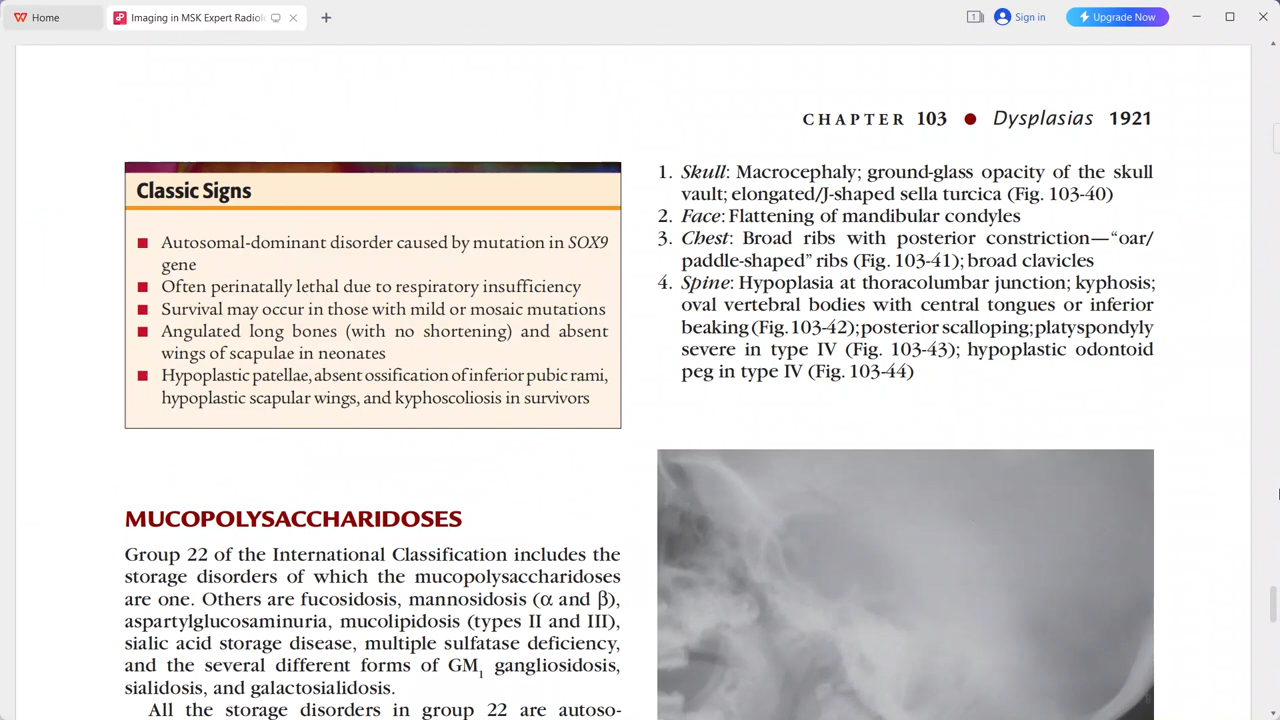 Home
Imaging in MSK Expert Radiol
1
Sign in
Upgrade Now
CHAPTER 103 ● Dysplasias 1921
Classic Signs
■ Autosomal-dominant disorder caused by mutation in SOX9
gene
■ Often perinatally lethal due to respiratory insufficiency
■ Survival may occur in those with mild or mosaic mutations
■ Angulated long bones (with no shortening) and absent
wings of scapulae in neonates
■ Hypoplastic patellae, absent ossification of inferior pubic rami,
hypoplastic scapular wings, and kyphoscoliosis in survivors
MUCOPOLYSACCHARIDOSES
Group 22 of the International Classification includes the
storage disorders of which the mucopolysaccharidoses
are one. Others are fucosidosis, mannosidosis (α and β),
aspartylglucosaminuria, mucolipidosis (types II and III),
sialic acid storage disease, multiple sulfatase deficiency,
and the several different forms of GM1 gangliosidosis,
sialidosis, and galactosialidosis.
All the storage disorders in group 22 are autoso-
1. Skull: Macrocephaly; ground-glass opacity of the skull
vault; elongated/J-shaped sella turcica (Fig. 103-40)
2. Face: Flattening of mandibular condyles
3. Chest: Broad ribs with posterior constriction—“oar/
paddle-shaped” ribs (Fig. 103-41); broad clavicles
4. Spine: Hypoplasia at thoracolumbar junction; kyphosis;
oval vertebral bodies with central tongues or inferior
beaking (Fig. 103-42); posterior scalloping; platyspondyly
severe in type IV (Fig. 103-43); hypoplastic odontoid
peg in type IV (Fig. 103-44)